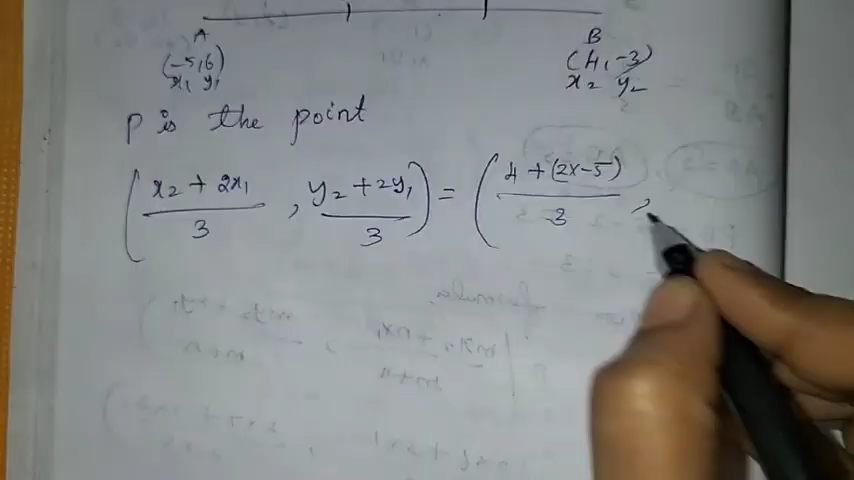 A B
(-5,6) (4,-3)
x₁ y₁ x₂ y₂
P is the point
(x₂ + 2x₁ / 3 , y₂ + 2y₁ / 3) = (4 + (2x-5) / 3 ,